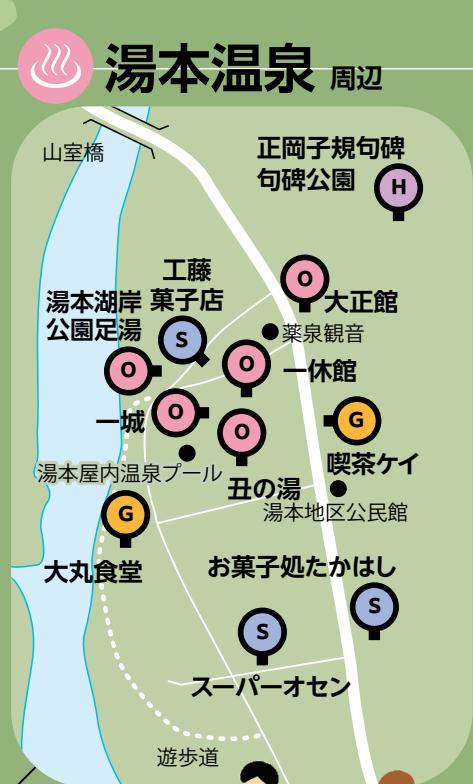 湯本温泉 周辺
山室橋
正岡子規句碑
句碑公園
H
工藤
菓子店
S
湯本湖岸
公園足湯
O
O
大正館
薬泉観音
O
一休館
一城
O
O
G
喫茶ケイ
湯本屋内温泉プール
丑の湯
湯本地区公民館
G
大丸食堂
お菓子処たかはし
S
S
スーパーオセン
遊歩道